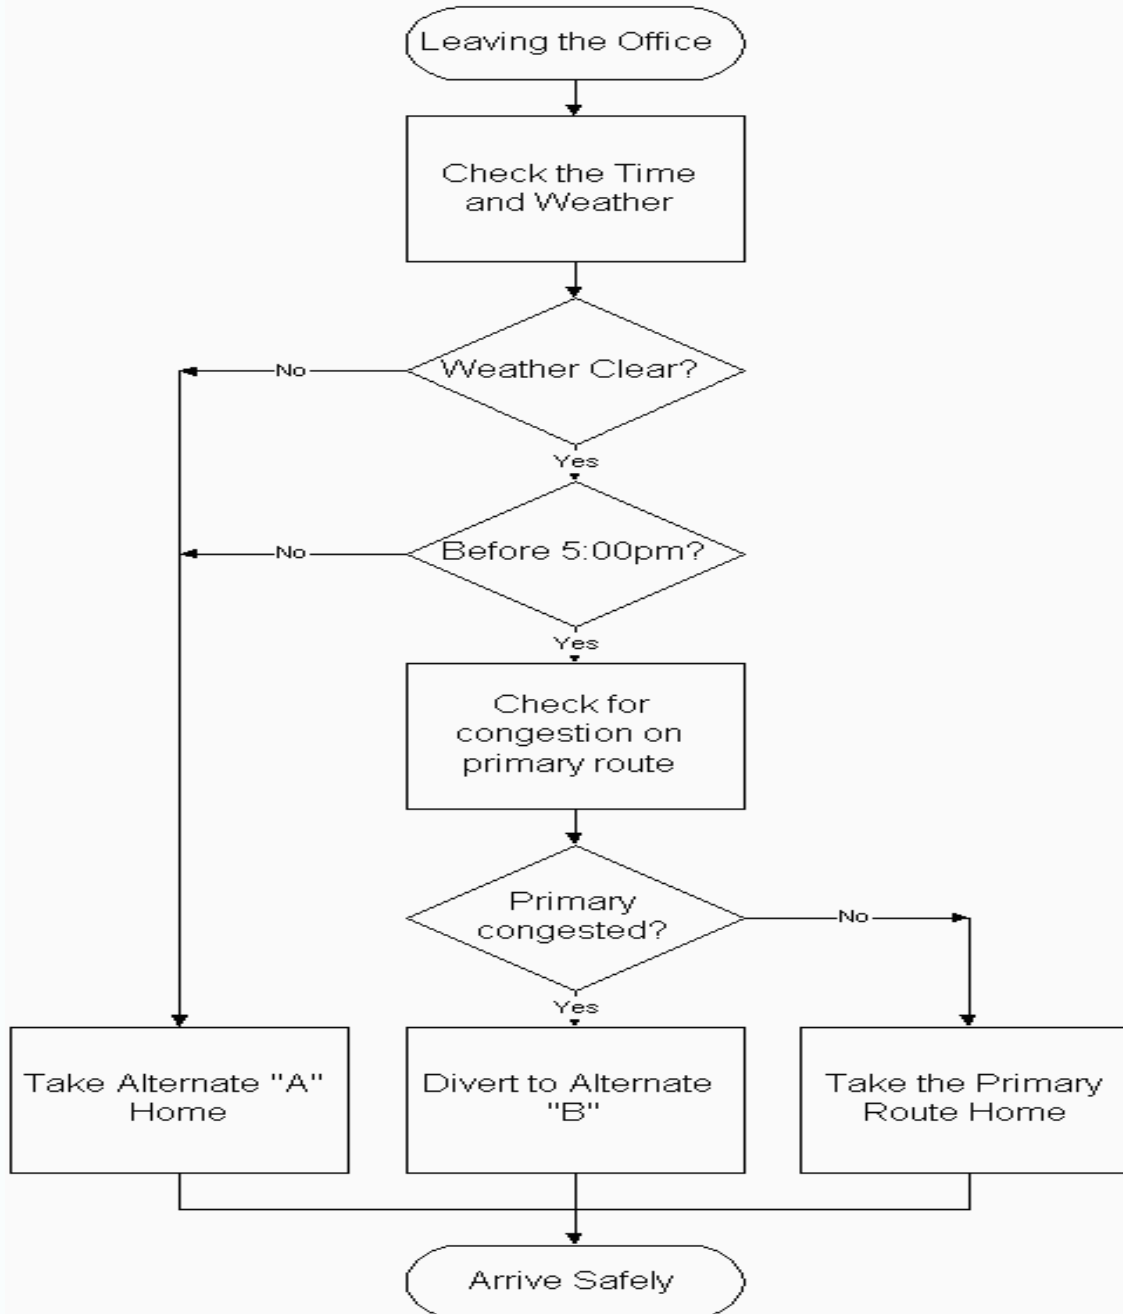 Leaving the Office
Check the Time
and Weather
Weather Clear?
No
Yes
Before 5:00pm?
No
Yes
Check for
congestion on
primary route
Primary
congested?
No
Yes
Take Alternate "A"
Home
Divert to Alternate
"B"
Take the Primary
Route Home
Arrive Safely